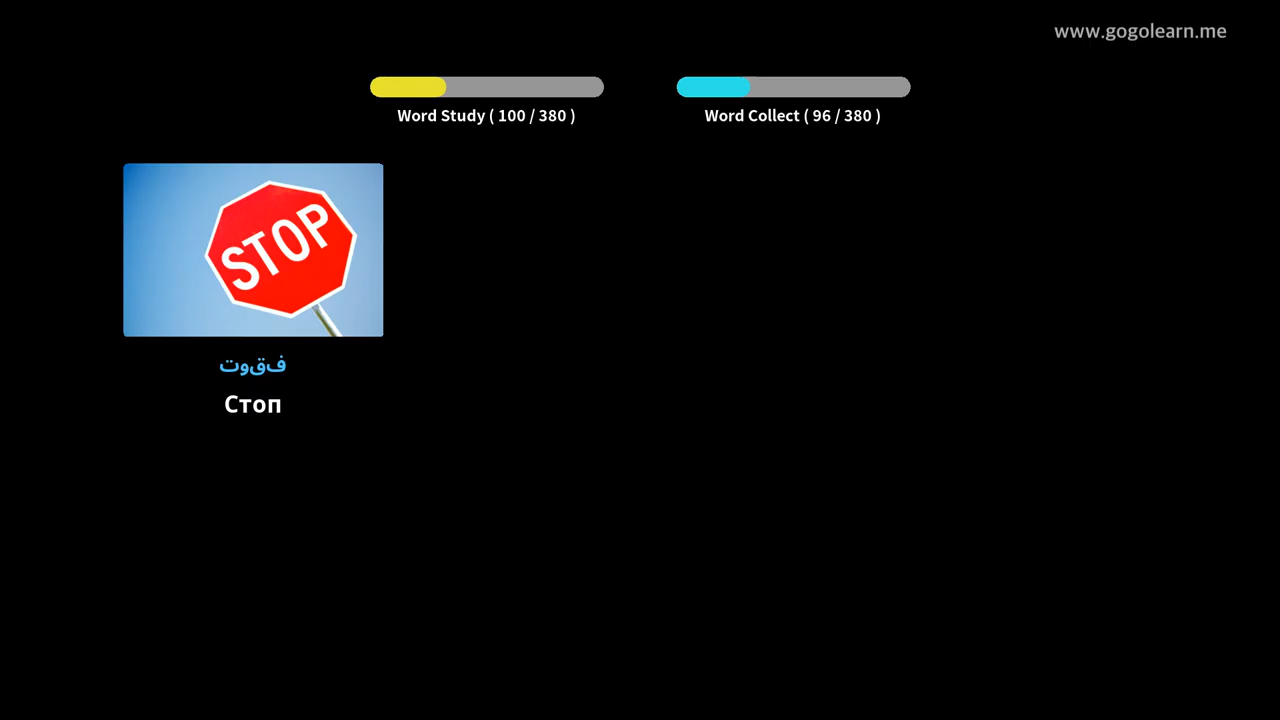 www.gogolearn.me
Word Study ( 100 / 380 )
Word Collect ( 96 / 380 )
STOP
فقوت
Стоп